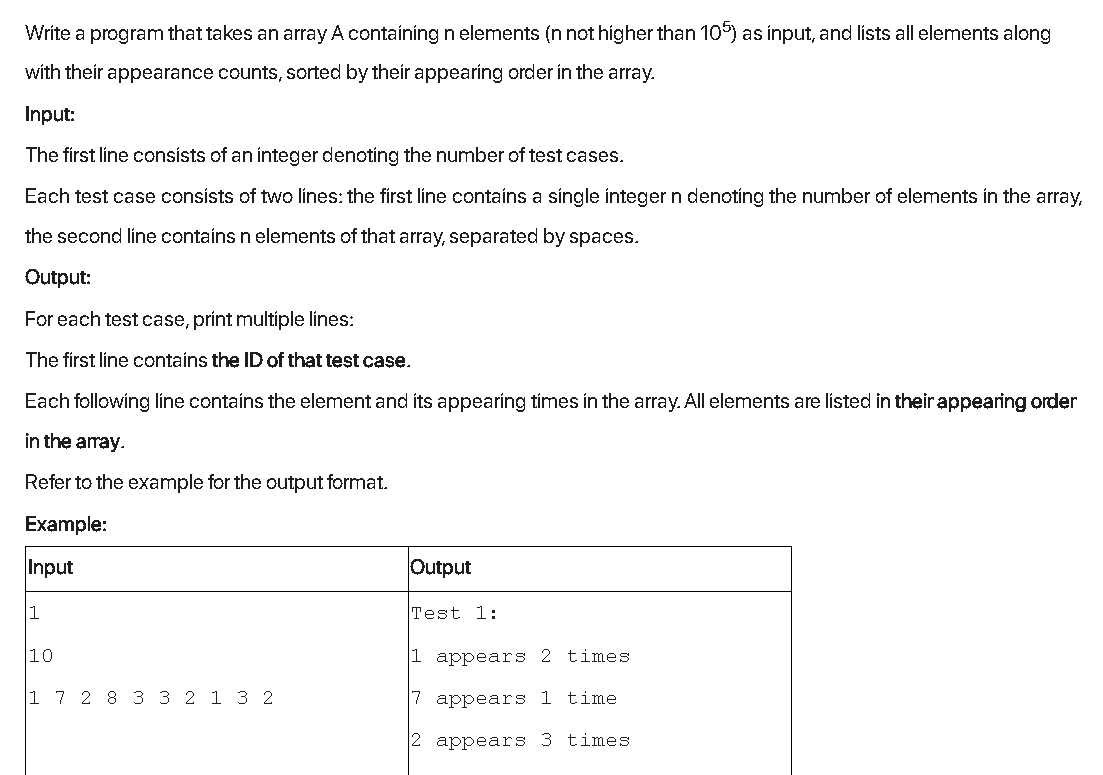 Write a program that takes an array A containing n elements (n not higher than 10⁵) as input, and lists all elements along
with their appearance counts, sorted by their appearing order in the array.
Input:
The first line consists of an integer denoting the number of test cases.
Each test case consists of two lines: the first line contains a single integer n denoting the number of elements in the array,
the second line contains n elements of that array, separated by spaces.
Output:
For each test case, print multiple lines:
The first line contains the ID of that test case.
Each following line contains the element and its appearing times in the array. All elements are listed in their appearing order
in the array.
Refer to the example for the output format.
Example:
Input Output
1 Test 1:
10 1 appears 2 times
1 7 2 8 3 3 2 1 3 2 7 appears 1 time
2 appears 3 times